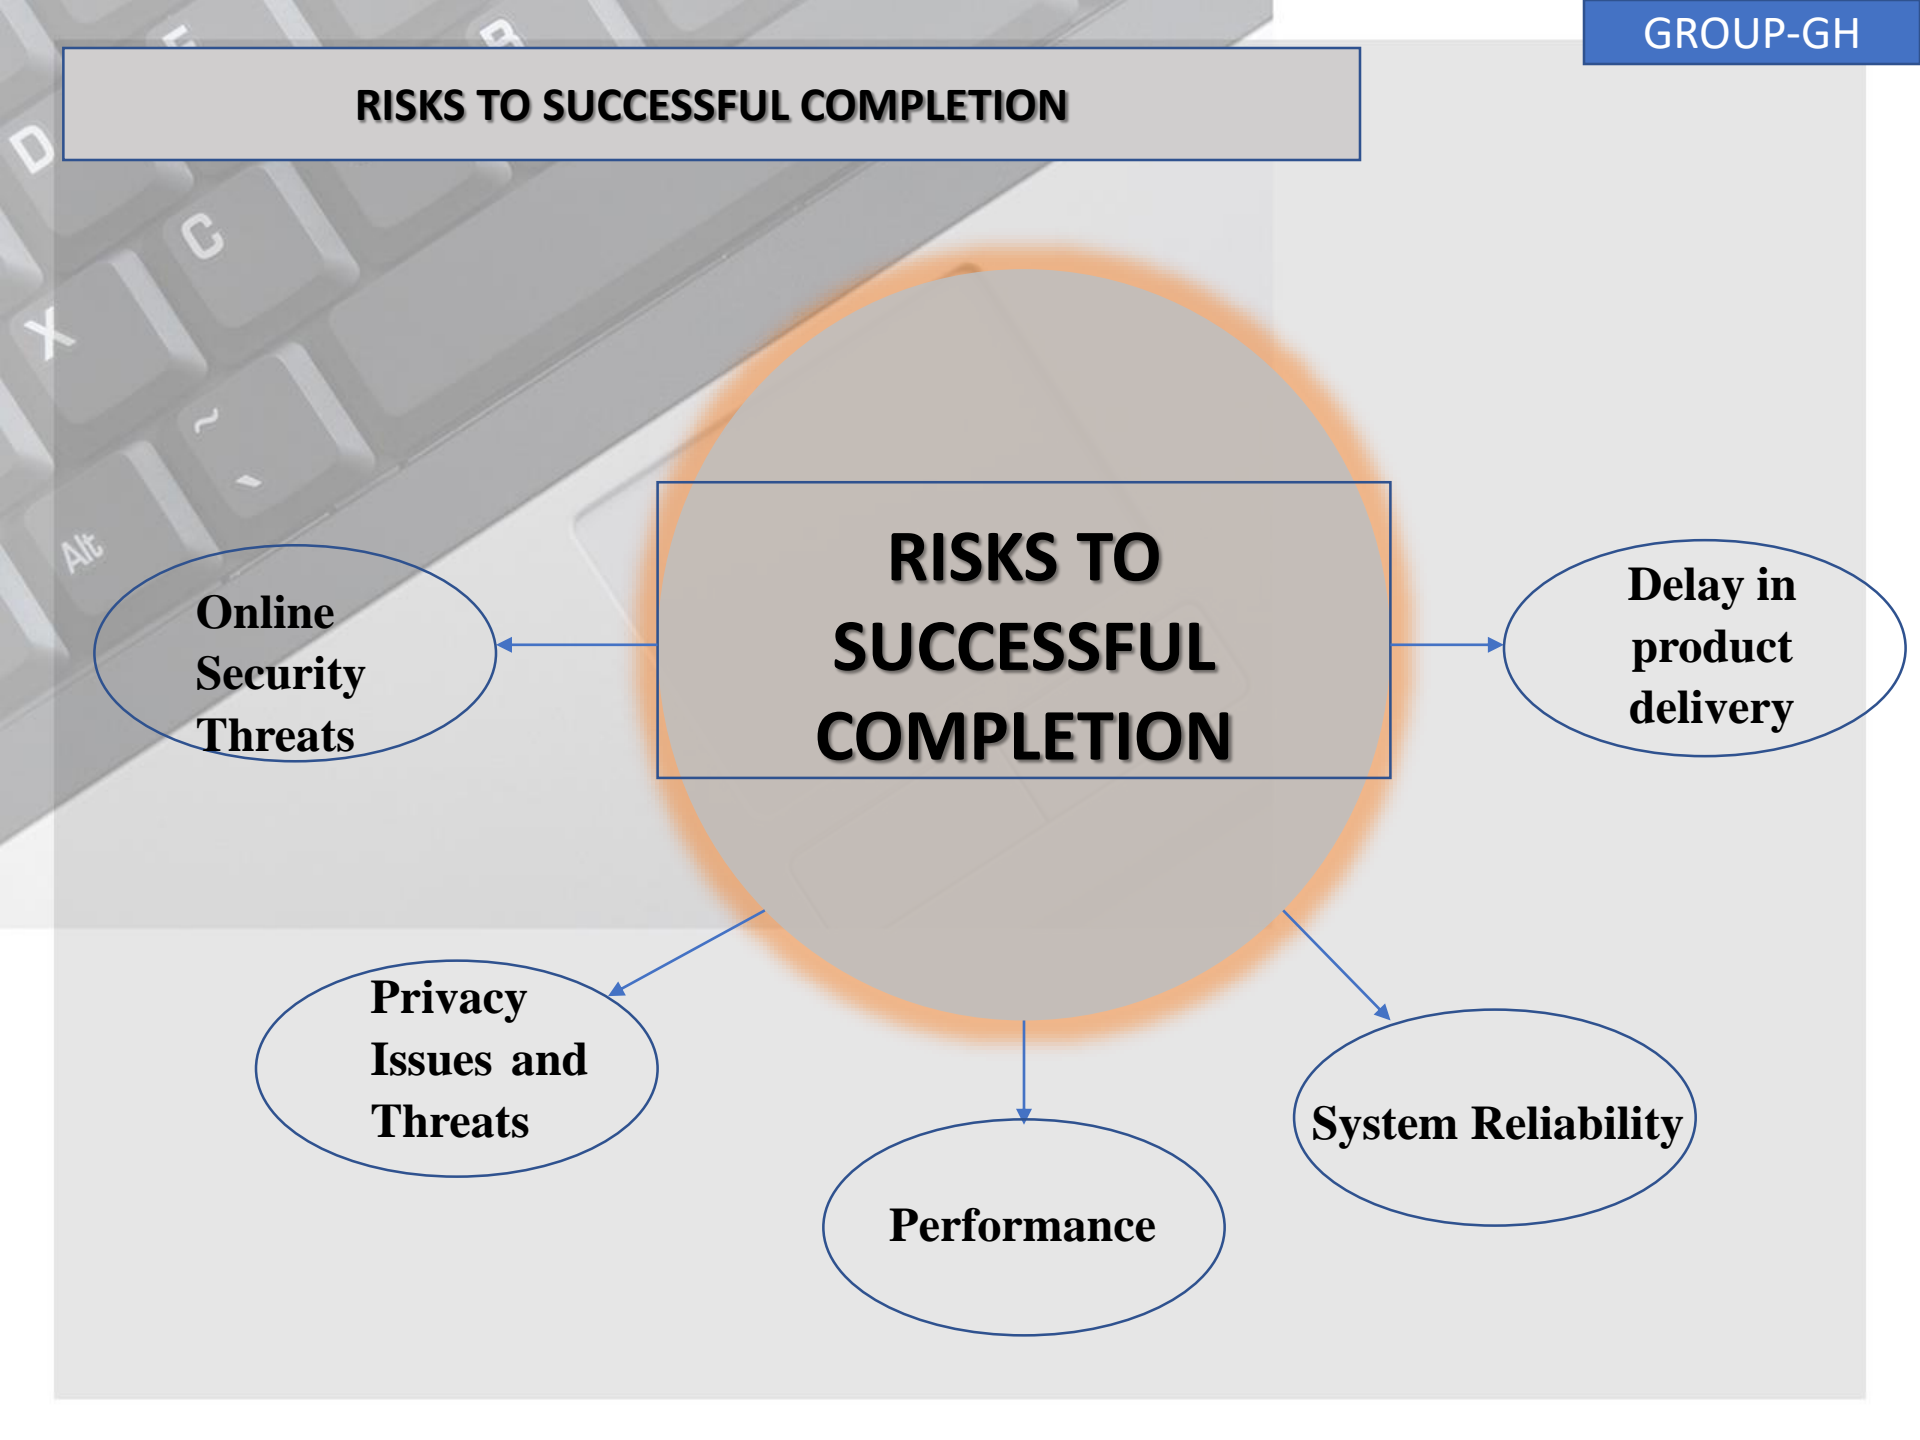 GROUP-GH
RISKS TO SUCCESSFUL COMPLETION
RISKS TO
SUCCESSFUL
COMPLETION
Online
Security
Threats
Delay in
product
delivery
Privacy
Issues and
Threats
Performance
System Reliability
D
C
X
~
Alt